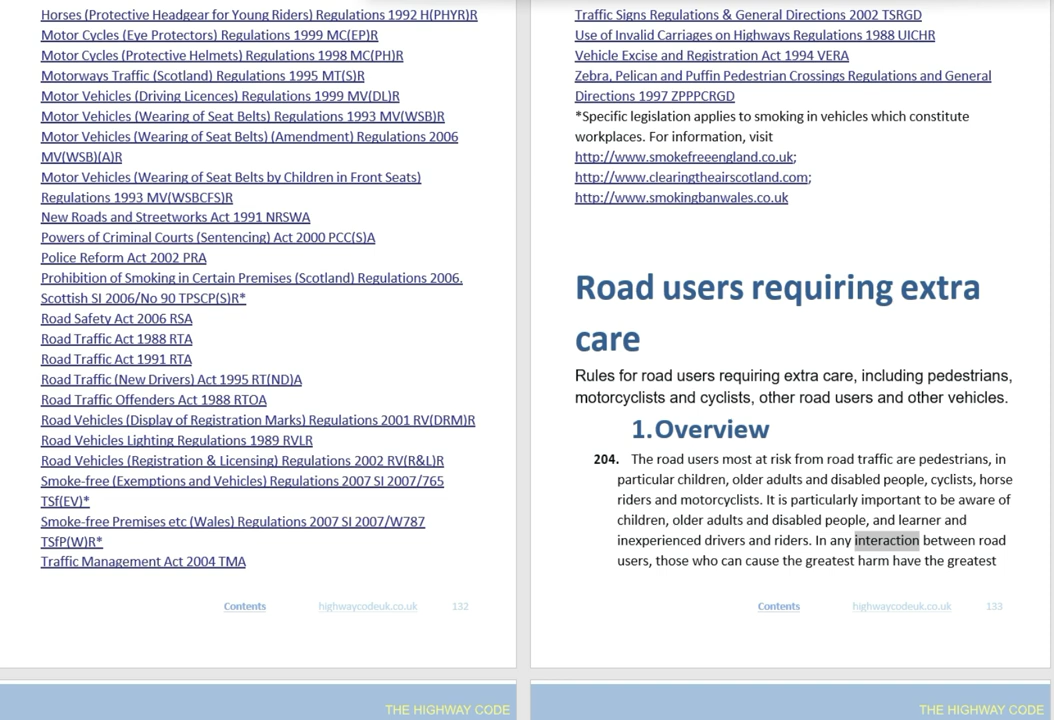 Horses (Protective Headgear for Young Riders) Regulations 1992 H(PHYR)R
Motor Cycles (Eye Protectors) Regulations 1999 MC(EP)R
Motor Cycles (Protective Helmets) Regulations 1998 MC(PH)R
Motorways Traffic (Scotland) Regulations 1995 MT(S)R
Motor Vehicles (Driving Licences) Regulations 1999 MV(DL)R
Motor Vehicles (Wearing of Seat Belts) Regulations 1993 MV(WSB)R
Motor Vehicles (Wearing of Seat Belts) (Amendment) Regulations 2006
MV(WSB)(A)R
Motor Vehicles (Wearing of Seat Belts by Children in Front Seats)
Regulations 1993 MV(WSBCFS)R
New Roads and Streetworks Act 1991 NRSWA
Powers of Criminal Courts (Sentencing) Act 2000 PCC(S)A
Police Reform Act 2002 PRA
Prohibition of Smoking in Certain Premises (Scotland) Regulations 2006.
Scottish SI 2006/No 90 TPSCP(S)R*
Road Safety Act 2006 RSA
Road Traffic Act 1988 RTA
Road Traffic Act 1991 RTA
Road Traffic (New Drivers) Act 1995 RT(ND)A
Road Traffic Offenders Act 1988 RTOA
Road Vehicles (Display of Registration Marks) Regulations 2001 RV(DRM)R
Road Vehicles Lighting Regulations 1989 RVLR
Road Vehicles (Registration & Licensing) Regulations 2002 RV(R&L)R
Smoke-free (Exemptions and Vehicles) Regulations 2007 SI 2007/765
TSf(EV)*
Smoke-free Premises etc (Wales) Regulations 2007 SI 2007/W787
TSfP(W)R*
Traffic Management Act 2004 TMA
Contents highwaycodeuk.co.uk 132
Traffic Signs Regulations & General Directions 2002 TSRGD
Use of Invalid Carriages on Highways Regulations 1988 UICHR
Vehicle Excise and Registration Act 1994 VERA
Zebra, Pelican and Puffin Pedestrian Crossings Regulations and General
Directions 1997 ZPPPCRGD
*Specific legislation applies to smoking in vehicles which constitute
workplaces. For information, visit
http://www.smokefreeengland.co.uk;
http://www.clearingtheairscotland.com;
http://www.smokingbanwales.co.uk
Road users requiring extra
care
Rules for road users requiring extra care, including pedestrians,
motorcyclists and cyclists, other road users and other vehicles.
1.Overview
204. The road users most at risk from road traffic are pedestrians, in
particular children, older adults and disabled people, cyclists, horse
riders and motorcyclists. It is particularly important to be aware of
children, older adults and disabled people, and learner and
inexperienced drivers and riders. In any interaction between road
users, those who can cause the greatest harm have the greatest
Contents highwaycodeuk.co.uk 133
THE HIGHWAY CODE
THE HIGHWAY CODE